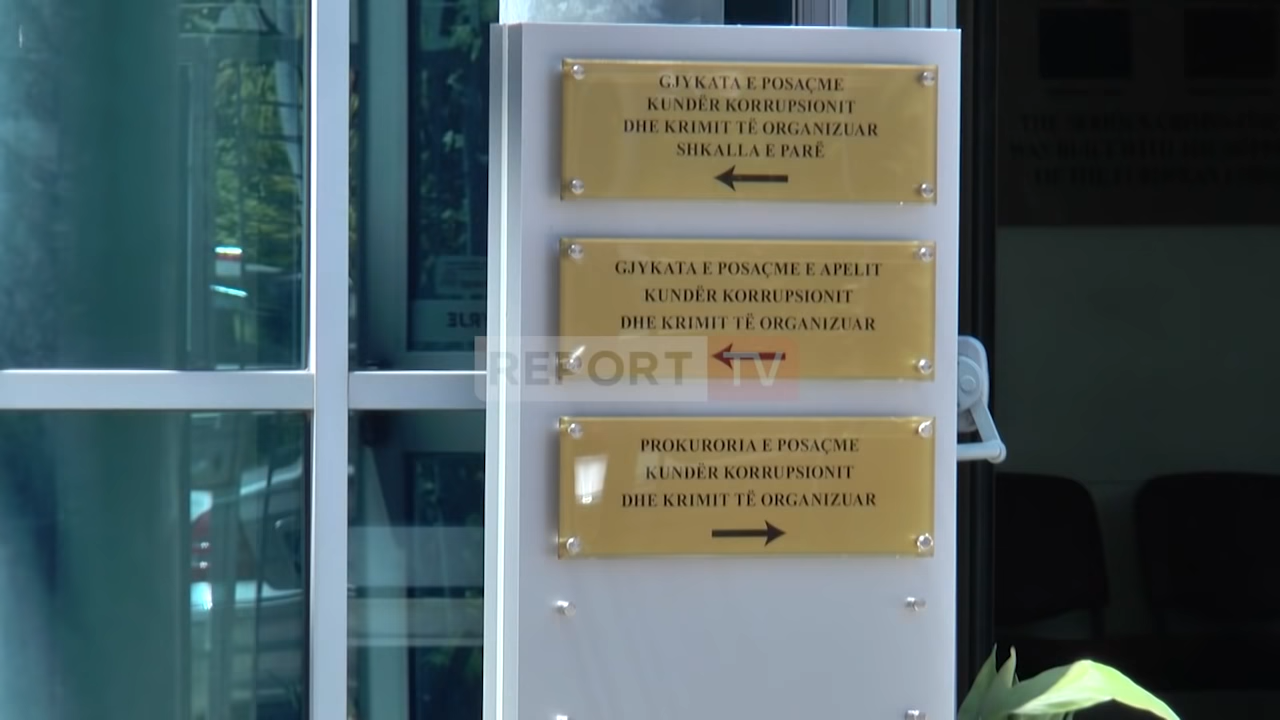 GJYKATA E POSAÇME
KUNDËR KORRUPSIONIT
DHE KRIMIT TË ORGANIZUAR
SHKALLA E PARË
GJYKATA E POSAÇME E APELIT
KUNDËR KORRUPSIONIT
DHE KRIMIT TË ORGANIZUAR
REPORT TV
PROKURORIA E POSAÇME
KUNDËR KORRUPSIONIT
DHE KRIMIT TË ORGANIZUAR